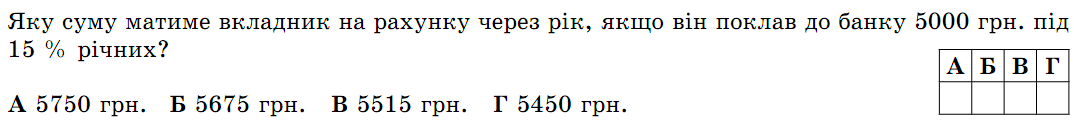 Яку суму матиме вкладник на рахунку через рік, якщо він поклав до банку 5000 грн. під
15 % річних?
А Б В Г
А 5750 грн. Б 5675 грн. В 5515 грн. Г 5450 грн.